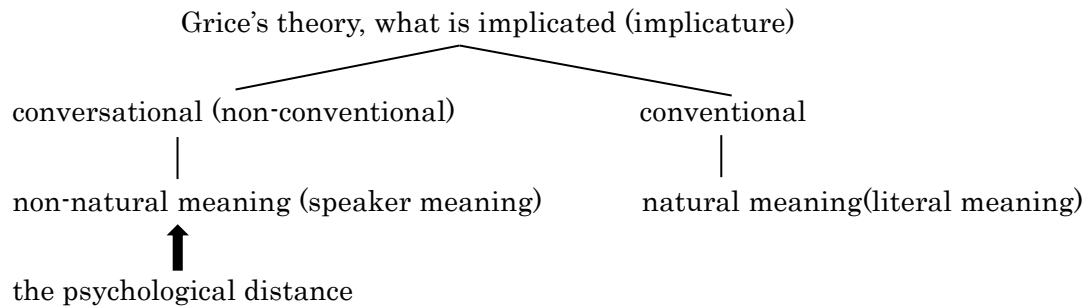 Grice’s theory, what is implicated (implicature)
conversational (non-conventional) conventional
non-natural meaning (speaker meaning) natural meaning(literal meaning)
the psychological distance